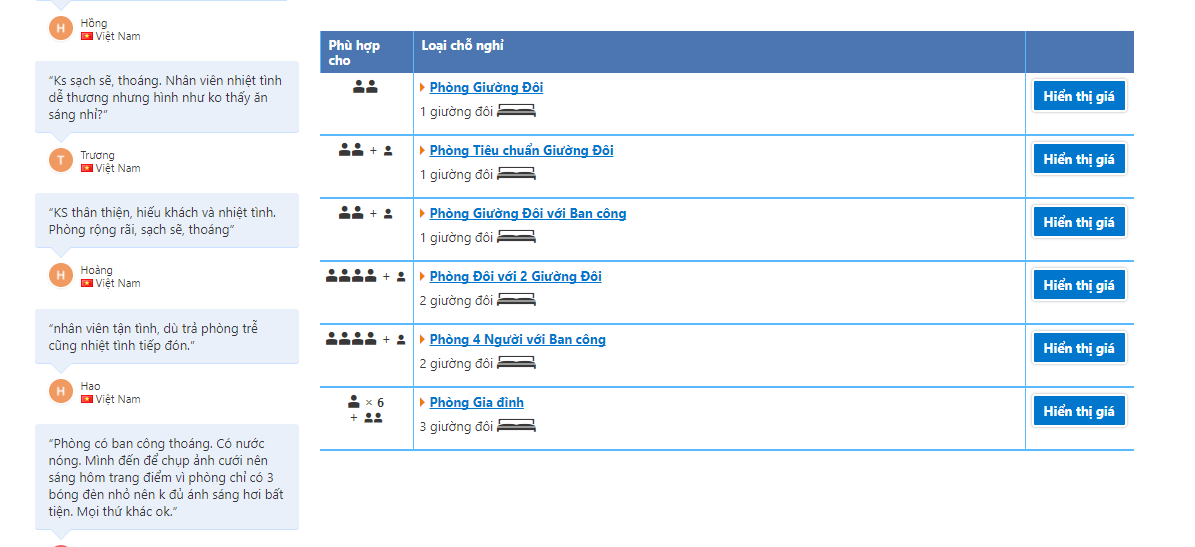 H
Hồng
Việt Nam
“Ks sạch sẽ, thoáng. Nhân viên nhiệt tình
dễ thương nhưng hình như ko thấy ăn
sáng nhỉ?”
T
Trương
Việt Nam
“KS thân thiện, hiếu khách và nhiệt tình.
Phòng rộng rãi, sạch sẽ, thoáng”
H
Hoàng
Việt Nam
“nhân viên tận tình, dù trả phòng trễ
cũng nhiệt tình tiếp đón.”
H
Hao
Việt Nam
“Phòng có ban công thoáng. Có nước
nóng. Mình đến để chụp ảnh cưới nên
sáng hôm trang điểm vì phòng chỉ có 3
bóng đèn nhỏ nên k đủ ánh sáng hơi bất
tiện. Mọi thứ khác ok.”
Phù hợp
cho
Loại chỗ nghỉ
Phòng Giường Đôi
1 giường đôi
Hiển thị giá
+
Phòng Tiêu chuẩn Giường Đôi
1 giường đôi
Hiển thị giá
+
Phòng Giường Đôi với Ban công
1 giường đôi
Hiển thị giá
+
Phòng Đôi với 2 Giường Đôi
2 giường đôi
Hiển thị giá
+
Phòng 4 Người với Ban công
2 giường đôi
Hiển thị giá
× 6
+
Phòng Gia đình
3 giường đôi
Hiển thị giá